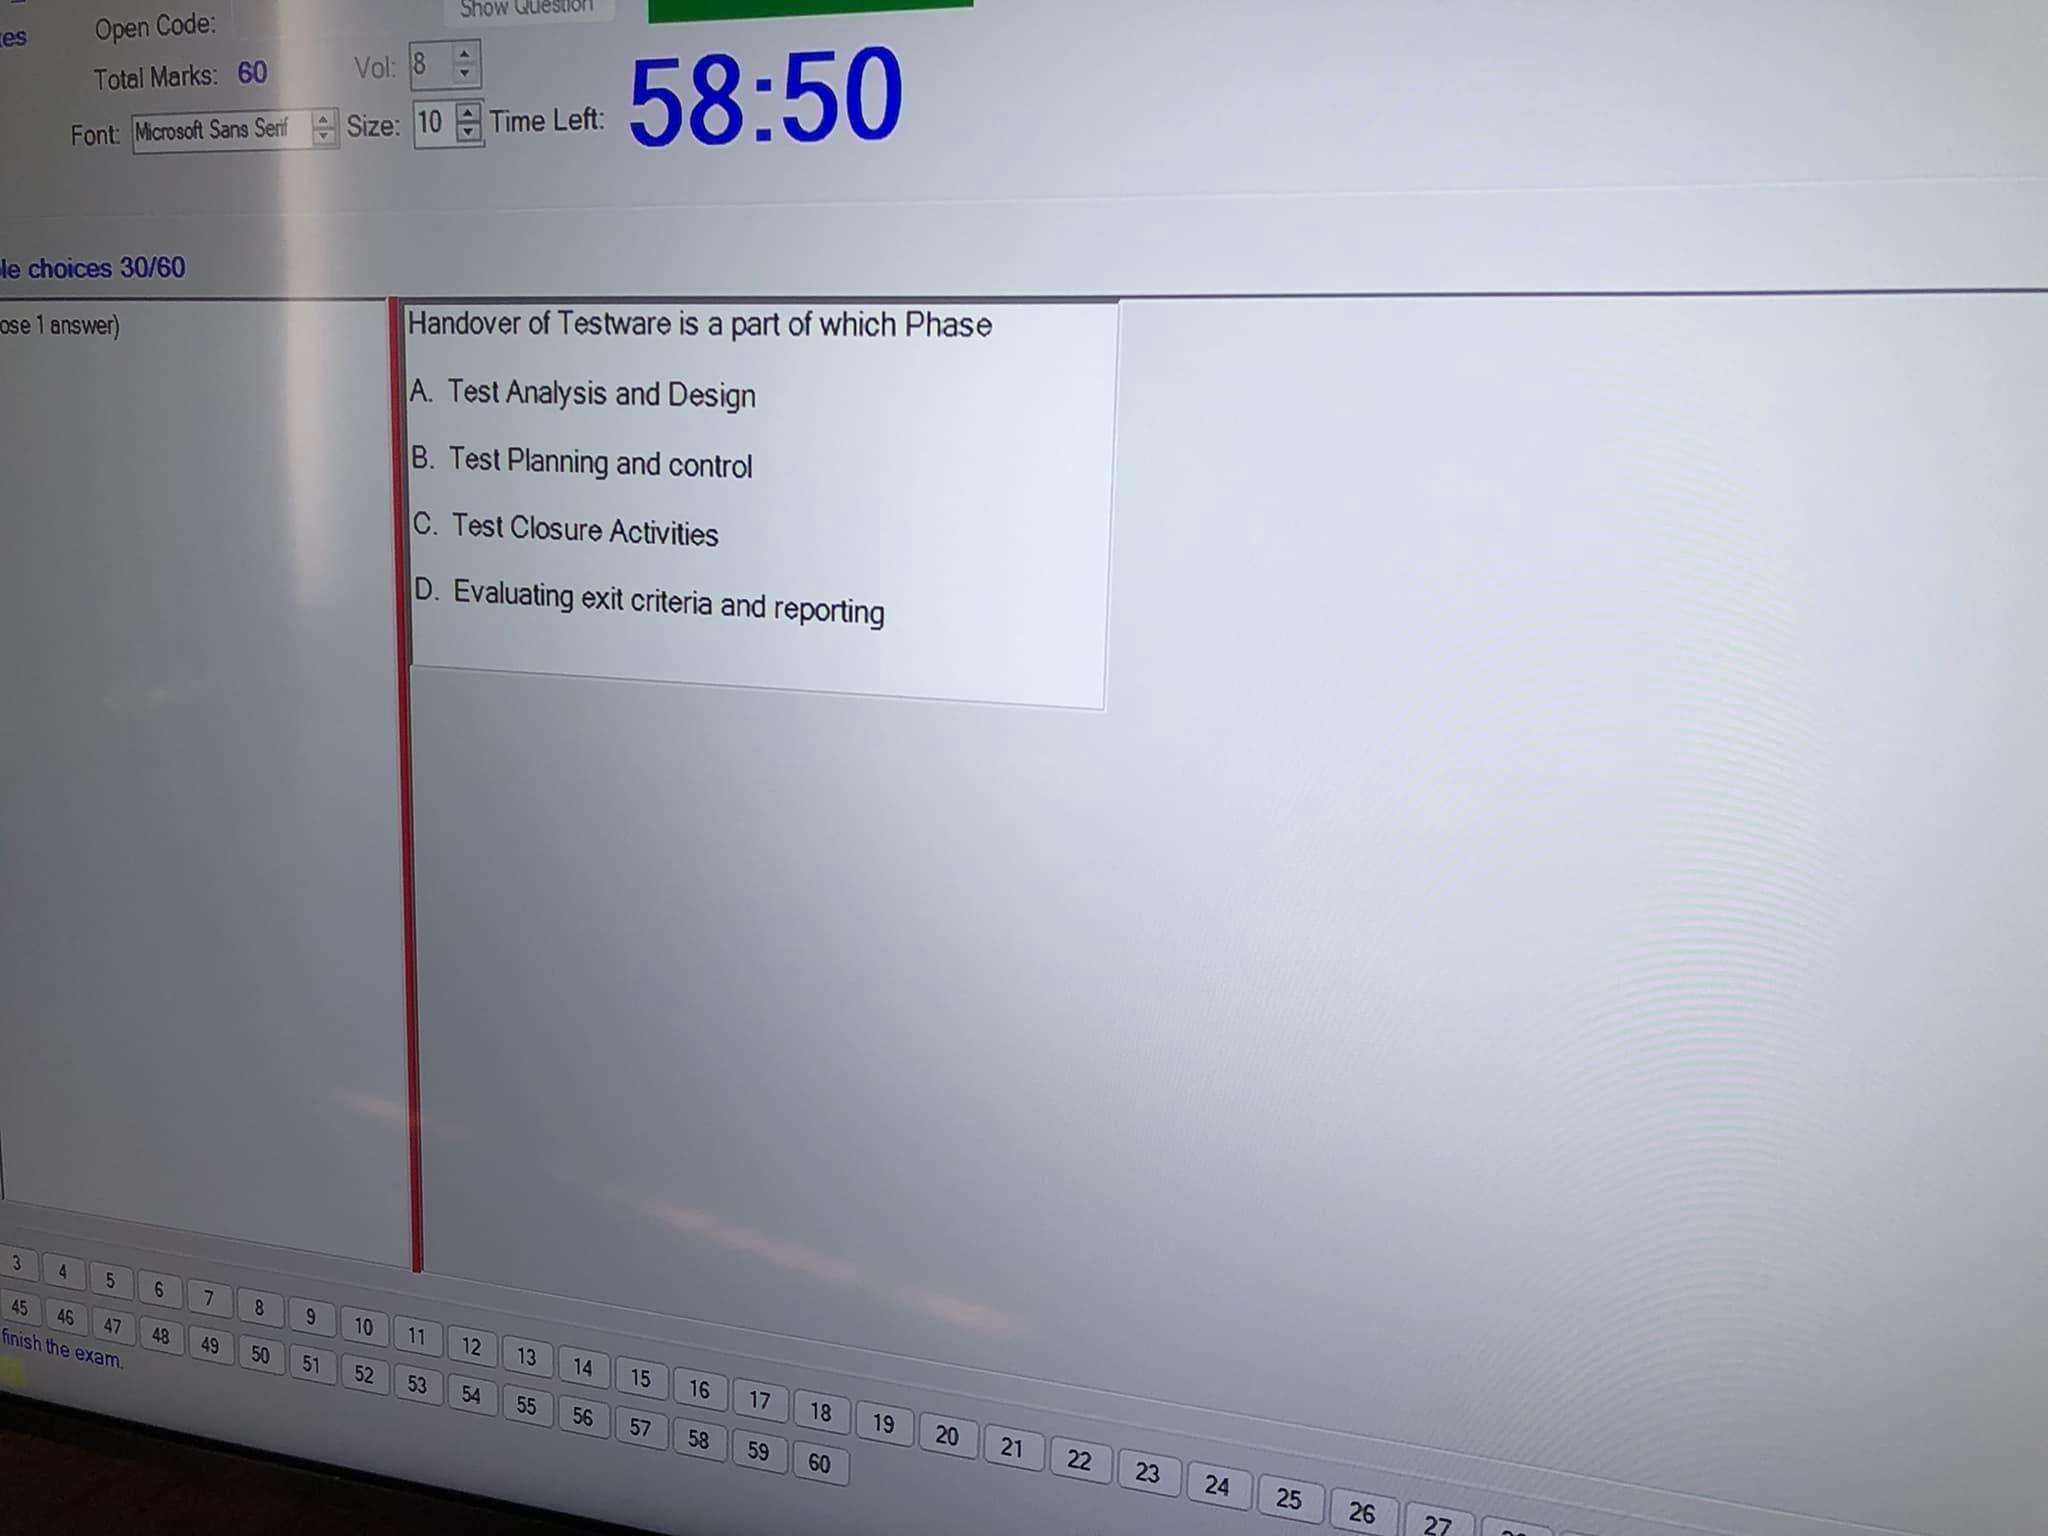 Show Question
Open Code:
Total Marks: 60
Vol: 8
Font: Microsoft Sans Serif
Size: 10
Time Left: 58:50
choices 30/60
1 answer)
Handover of Testware is a part of which Phase
A. Test Analysis and Design
B. Test Planning and control
C. Test Closure Activities
D. Evaluating exit criteria and reporting
3 4 5 6 7 8 9 10 11 12 13 14 15 16 17 18 19 20 21 22 23 24 25 26 27
45 46 47 48 49 50 51 52 53 54 55 56 57 58 59 60
finish the exam.